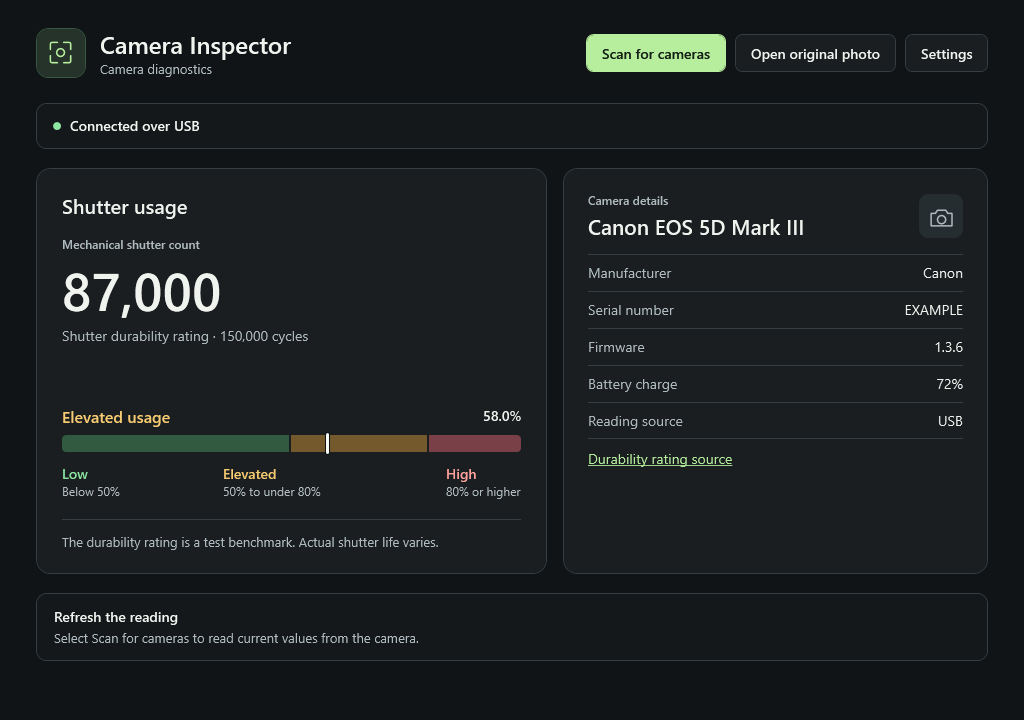 Camera Inspector
Camera diagnostics
Scan for cameras
Open original photo
Settings
Connected over USB
Shutter usage
Mechanical shutter count
87,000
Shutter durability rating · 150,000 cycles
Elevated usage
58.0%
Low
Below 50%
Elevated
50% to under 80%
High
80% or higher
The durability rating is a test benchmark. Actual shutter life varies.
Camera details
Canon EOS 5D Mark III
Manufacturer Canon
Serial number EXAMPLE
Firmware 1.3.6
Battery charge 72%
Reading source USB
Durability rating source
Refresh the reading
Select Scan for cameras to read current values from the camera.